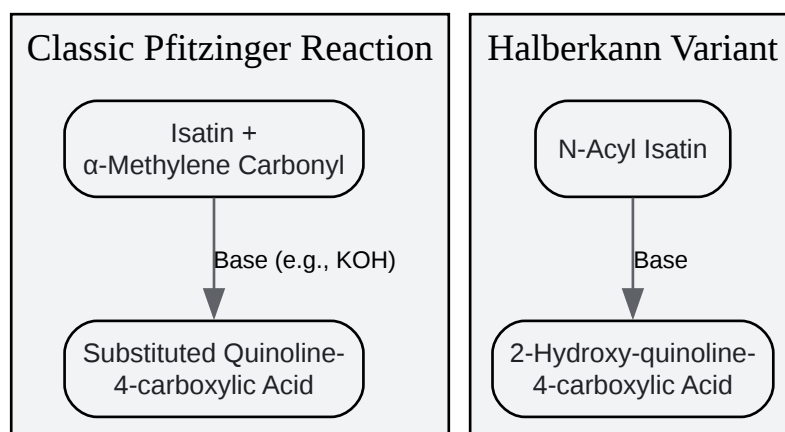 Classic Pfitzinger Reaction
Isatin +
α-Methylene Carbonyl
Base (e.g., KOH)
Substituted Quinoline-
4-carboxylic Acid
Halberkann Variant
N-Acyl Isatin
Base
2-Hydroxy-quinoline-
4-carboxylic Acid